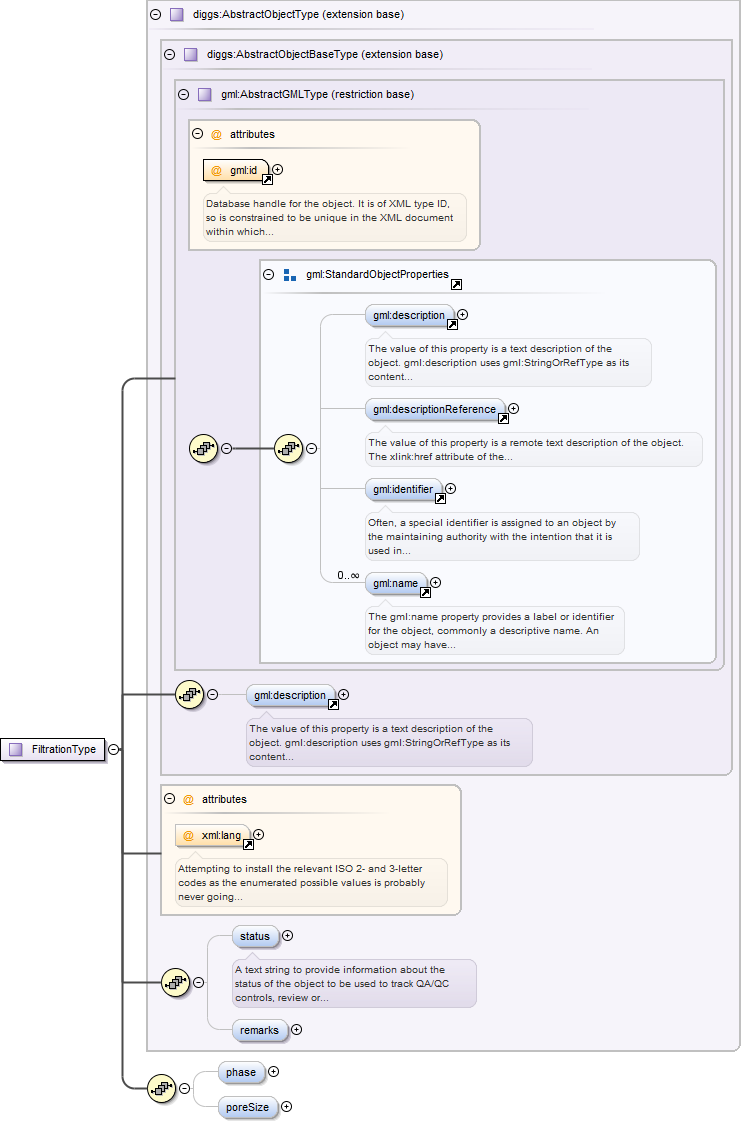 diggs:AbstractObjectType (extension base)
diggs:AbstractObjectBaseType (extension base)
gml:AbstractGMLType (restriction base)
@ attributes
@ gml:id
Database handle for the object. It is of XML type ID,
so is constrained to be unique in the XML document
within which...
gml:StandardObjectProperties
gml:description
The value of this property is a text description of the
object. gml:description uses gml:StringOrRefType as its
content...
gml:descriptionReference
The value of this property is a remote text description of the object.
The xlink:href attribute of the...
gml:identifier
Often, a special identifier is assigned to an object by
the maintaining authority with the intention that it is
used in...
0..∞
gml:name
The gml:name property provides a label or identifier
for the object, commonly a descriptive name. An
object may have...
gml:description
The value of this property is a text description of the
object. gml:description uses gml:StringOrRefType as its
content...
FiltrationType
@ attributes
@ xml:lang
Attempting to install the relevant ISO 2- and 3-letter
codes as the enumerated possible values is probably
never going...
status
A text string to provide information about the
status of the object to be used to track QA/QC
controls, review or...
remarks
phase
poreSize